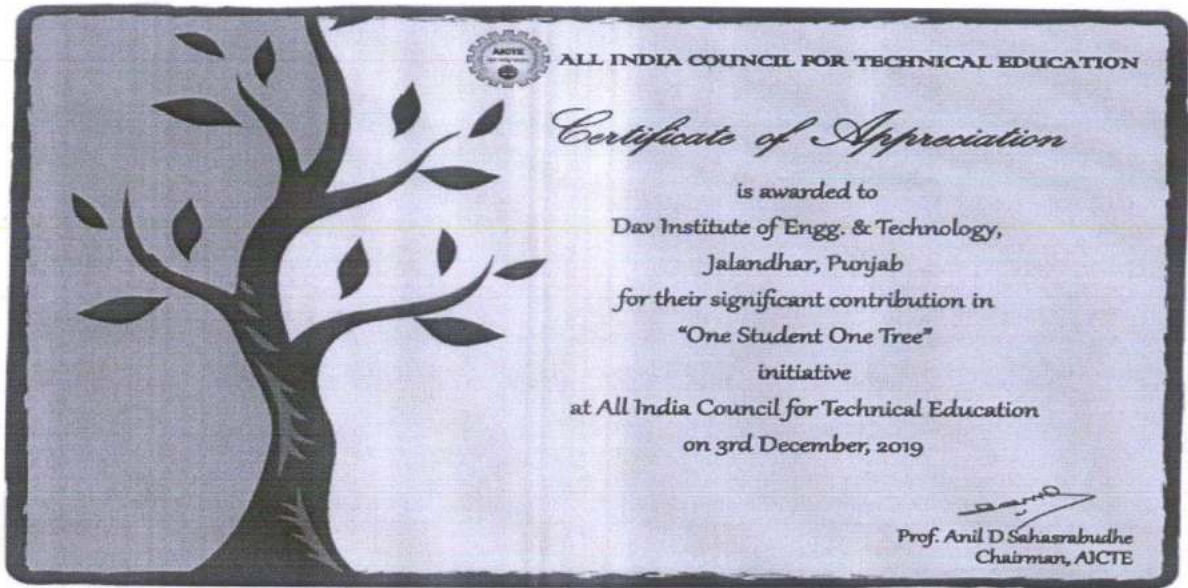 AICTE
ALL INDIA COUNCIL FOR TECHNICAL EDUCATION
Certificate of Appreciation
is awarded to
Dav Institute of Engg. & Technology,
Jalandhar, Punjab
for their significant contribution in
"One Student One Tree"
initiative
at All India Council for Technical Education
on 3rd December, 2019
Prof. Anil D Sahasrabudhe
Chairman, AICTE